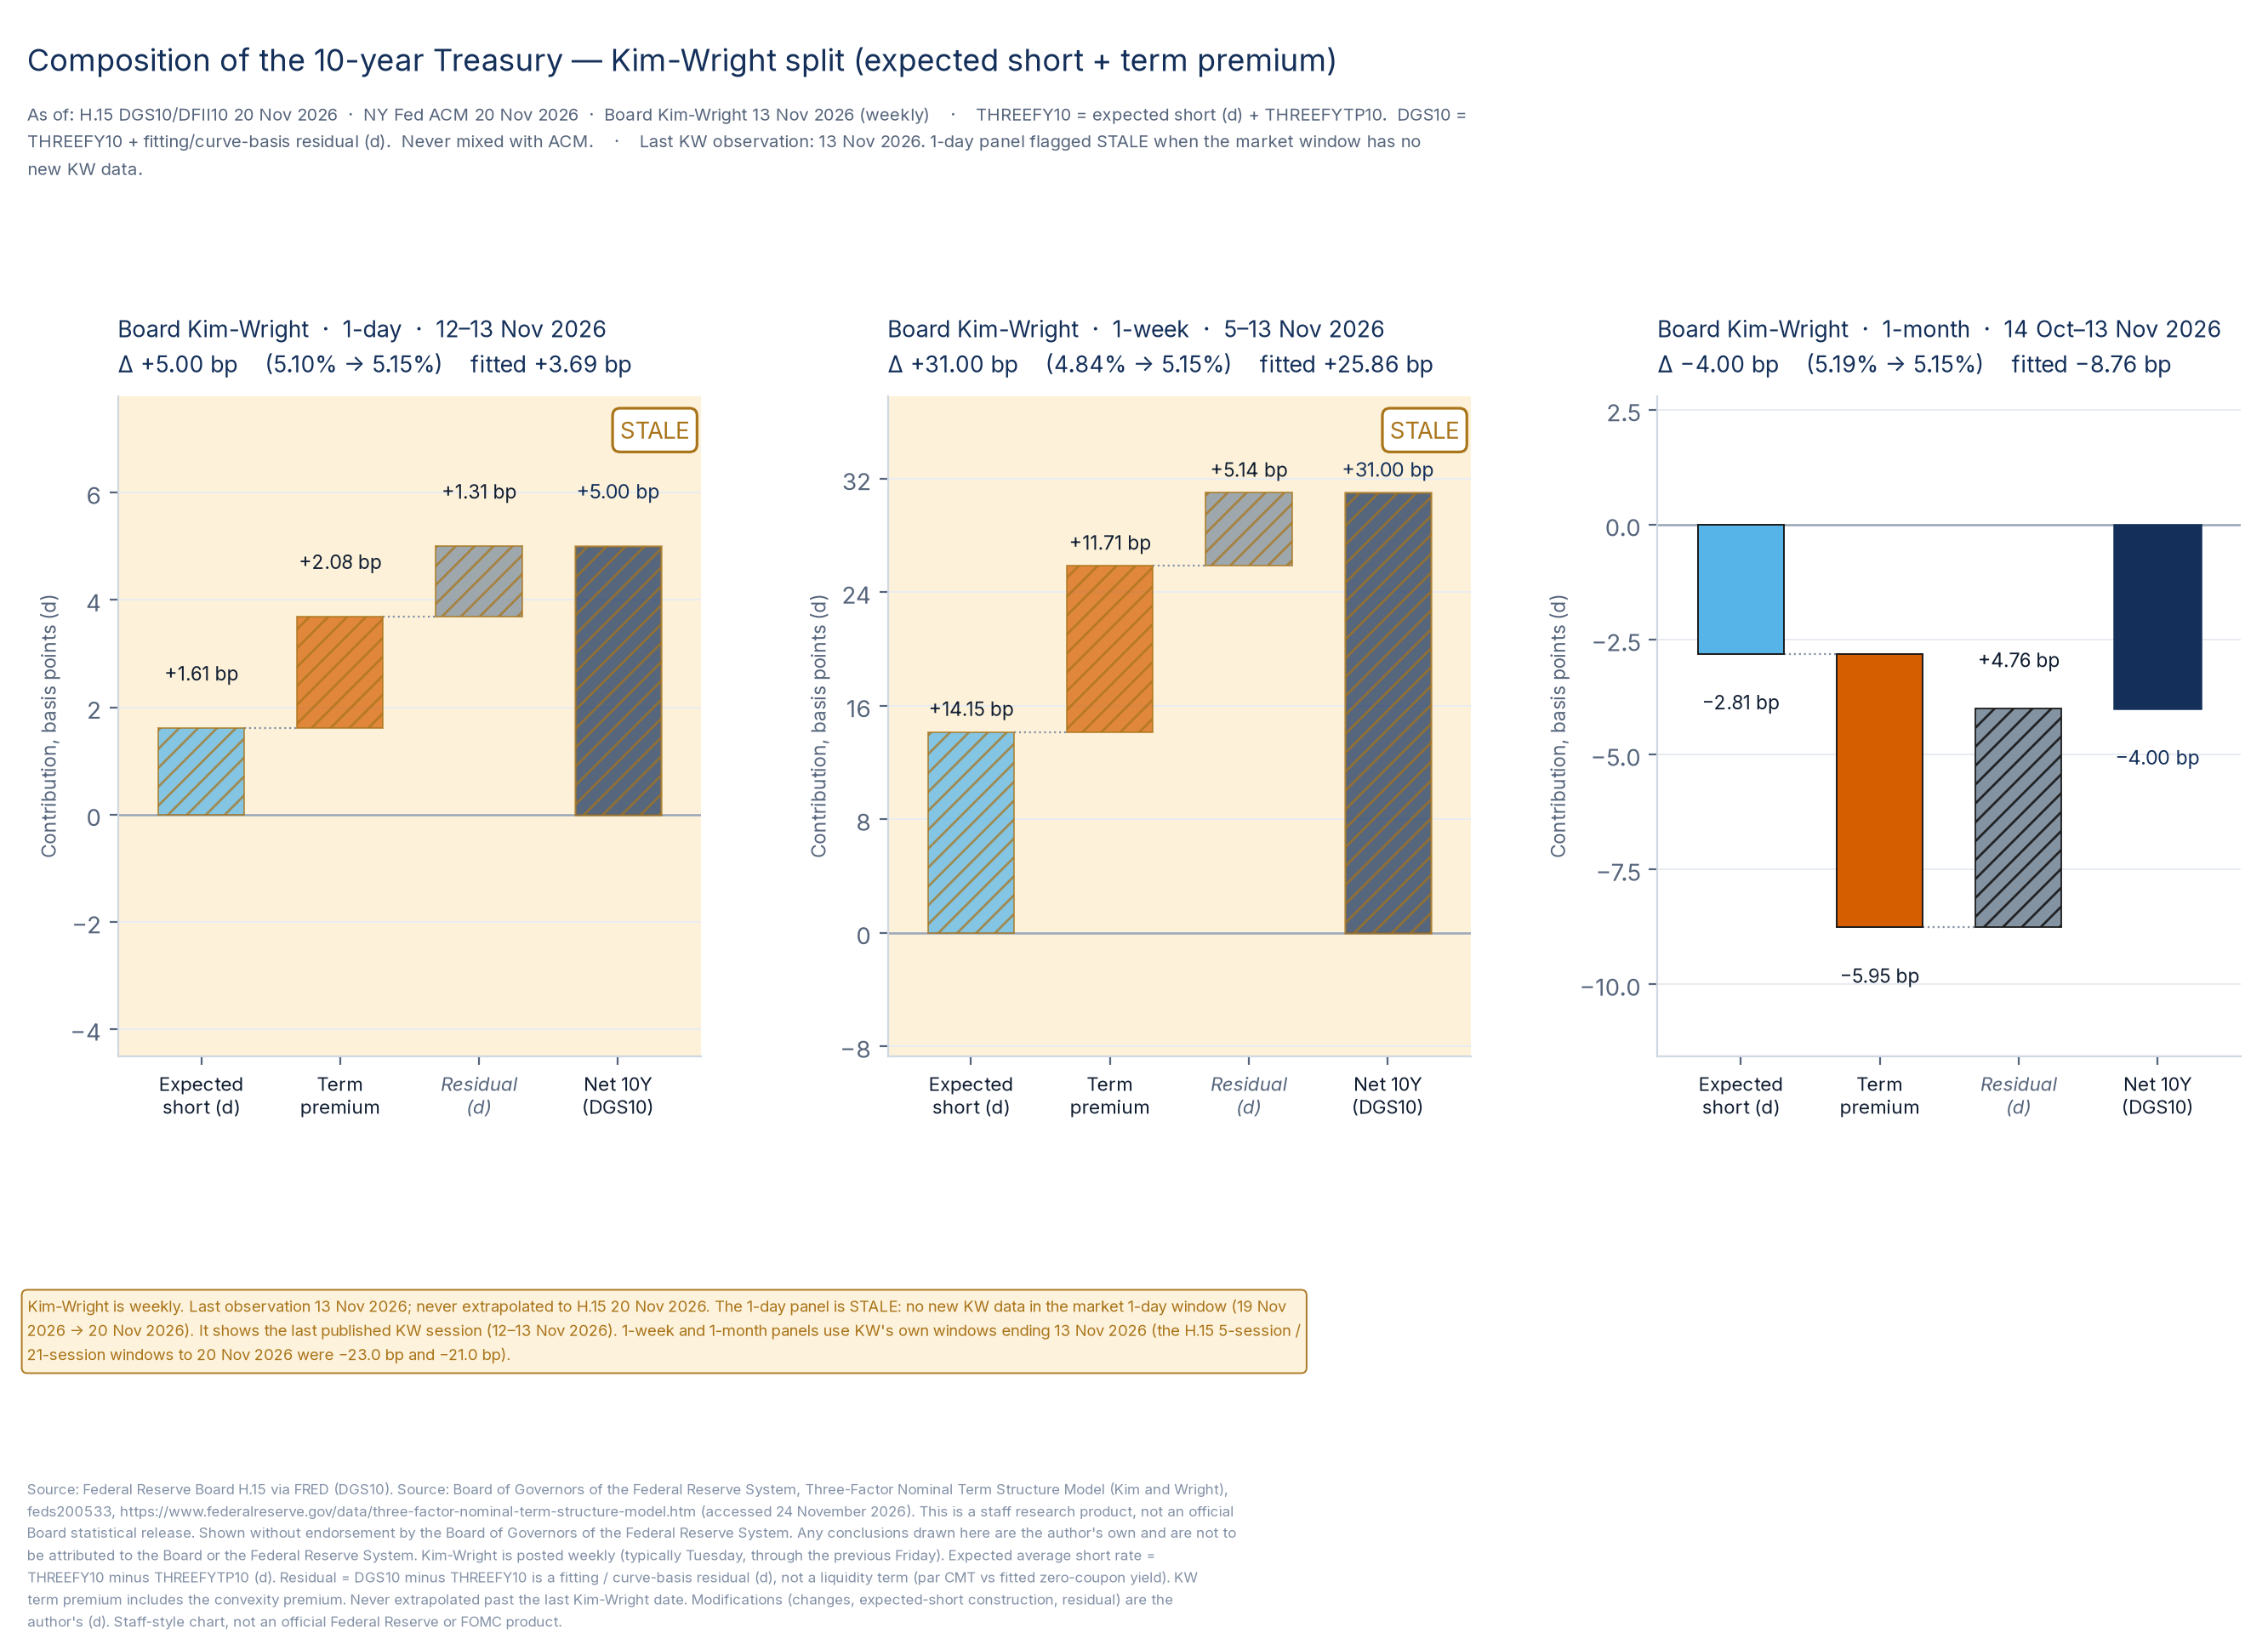 Composition of the 10-year Treasury — Kim-Wright split (expected short + term premium)
As of: H.15 DGS10/DFII10 20 Nov 2026 · NY Fed ACM 20 Nov 2026 · Board Kim-Wright 13 Nov 2026 (weekly) · THREEFY10 = expected short (d) + THREEFYTP10. DGS10 =
THREEFY10 + fitting/curve-basis residual (d). Never mixed with ACM. · Last KW observation: 13 Nov 2026. 1-day panel flagged STALE when the market window has no
new KW data.
Board Kim-Wright · 1-day · 12–13 Nov 2026
Δ +5.00 bp (5.10% → 5.15%) fitted +3.69 bp
STALE
+1.31 bp
+5.00 bp
+2.08 bp
+1.61 bp
6
4
2
0
−2
−4
Contribution, basis points (d)
Expected
short (d)
Term
premium
Residual
(d)
Net 10Y
(DGS10)
Board Kim-Wright · 1-week · 5–13 Nov 2026
Δ +31.00 bp (4.84% → 5.15%) fitted +25.86 bp
STALE
+5.14 bp
+31.00 bp
+11.71 bp
+14.15 bp
32
24
16
8
0
−8
Contribution, basis points (d)
Expected
short (d)
Term
premium
Residual
(d)
Net 10Y
(DGS10)
Board Kim-Wright · 1-month · 14 Oct–13 Nov 2026
Δ −4.00 bp (5.19% → 5.15%) fitted −8.76 bp
2.5
0.0
−2.5
−5.0
−7.5
−10.0
Contribution, basis points (d)
+4.76 bp
−2.81 bp
−4.00 bp
−5.95 bp
Expected
short (d)
Term
premium
Residual
(d)
Net 10Y
(DGS10)
Kim-Wright is weekly. Last observation 13 Nov 2026; never extrapolated to H.15 20 Nov 2026. The 1-day panel is STALE: no new KW data in the market 1-day window (19 Nov
2026 → 20 Nov 2026). It shows the last published KW session (12–13 Nov 2026). 1-week and 1-month panels use KW's own windows ending 13 Nov 2026 (the H.15 5-session /
21-session windows to 20 Nov 2026 were −23.0 bp and −21.0 bp).
Source: Federal Reserve Board H.15 via FRED (DGS10). Source: Board of Governors of the Federal Reserve System, Three-Factor Nominal Term Structure Model (Kim and Wright),
feds200533, https://www.federalreserve.gov/data/three-factor-nominal-term-structure-model.htm (accessed 24 November 2026). This is a staff research product, not an official
Board statistical release. Shown without endorsement by the Board of Governors of the Federal Reserve System. Any conclusions drawn here are the author's own and are not to
be attributed to the Board or the Federal Reserve System. Kim-Wright is posted weekly (typically Tuesday, through the previous Friday). Expected average short rate =
THREEFY10 minus THREEFYTP10 (d). Residual = DGS10 minus THREEFY10 is a fitting / curve-basis residual (d), not a liquidity term (par CMT vs fitted zero-coupon yield). KW
term premium includes the convexity premium. Never extrapolated past the last Kim-Wright date. Modifications (changes, expected-short construction, residual) are the
author's (d). Staff-style chart, not an official Federal Reserve or FOMC product.